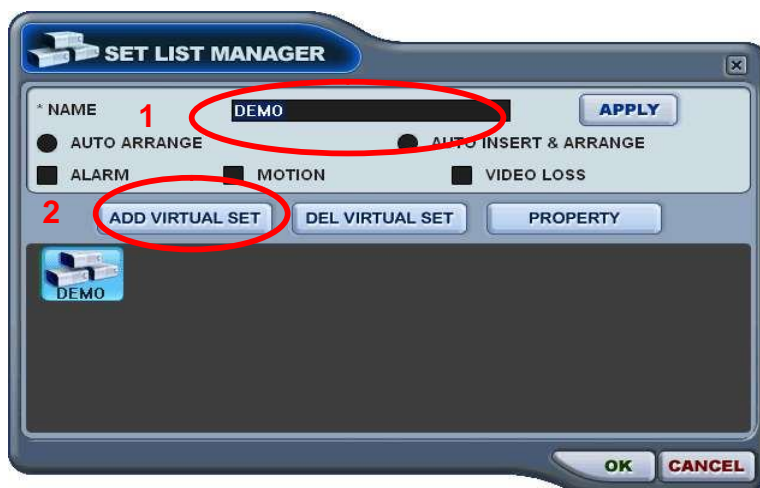 SET LIST MANAGER
* NAME 1 DEMO APPLY
AUTO ARRANGE AUTO INSERT & ARRANGE
ALARM MOTION VIDEO LOSS
2 ADD VIRTUAL SET DEL VIRTUAL SET PROPERTY
DEMO
OK CANCEL